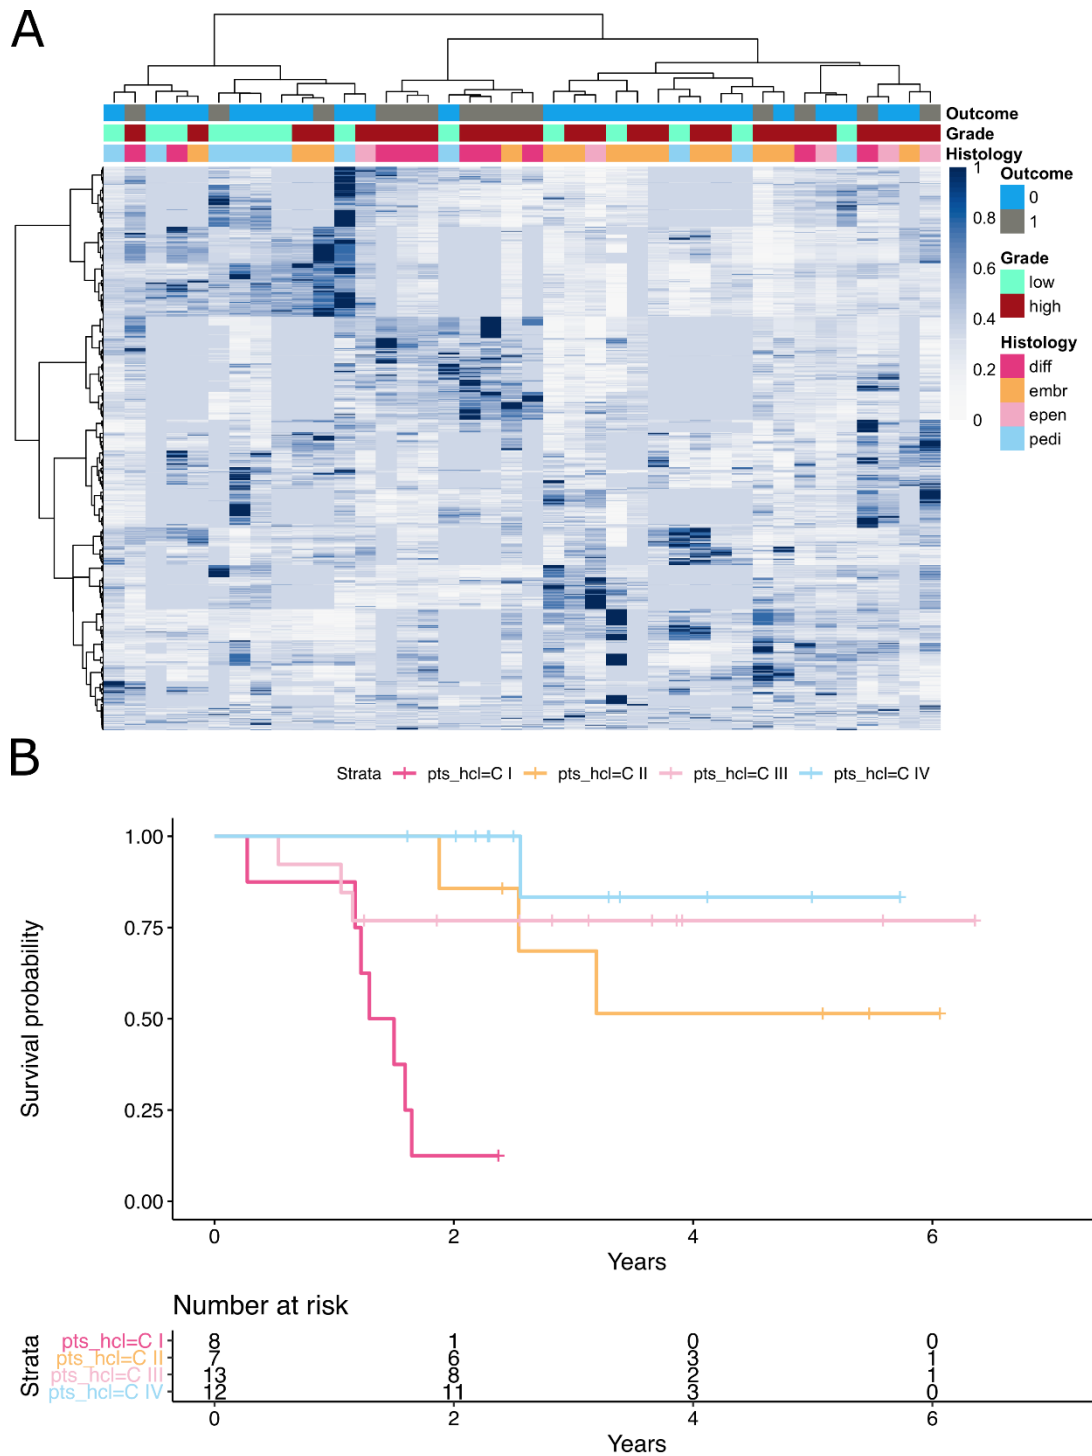 A
Outcome
Grade
Histology
1
0.8
0.6
0.4
0.2
0
Outcome
0
1
Grade
low
high
Histology
diff
embr
epen
pedi
B
Strata pts_hcl=C I pts_hcl=C II pts_hcl=C III pts_hcl=C IV
Survival probability
1.00
0.75
0.50
0.25
0.00
0 2 4 6
Years
Number at risk
Strata
pts_hcl=C I 8 1 0 0
pts_hcl=C II 7 6 3 1
pts_hcl=C III 13 8 2 1
pts_hcl=C IV 12 11 3 0
0 2 4 6
Years